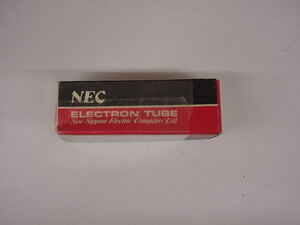 NEC
ELECTRON TUBE
New Nippon Electric Company Ltd